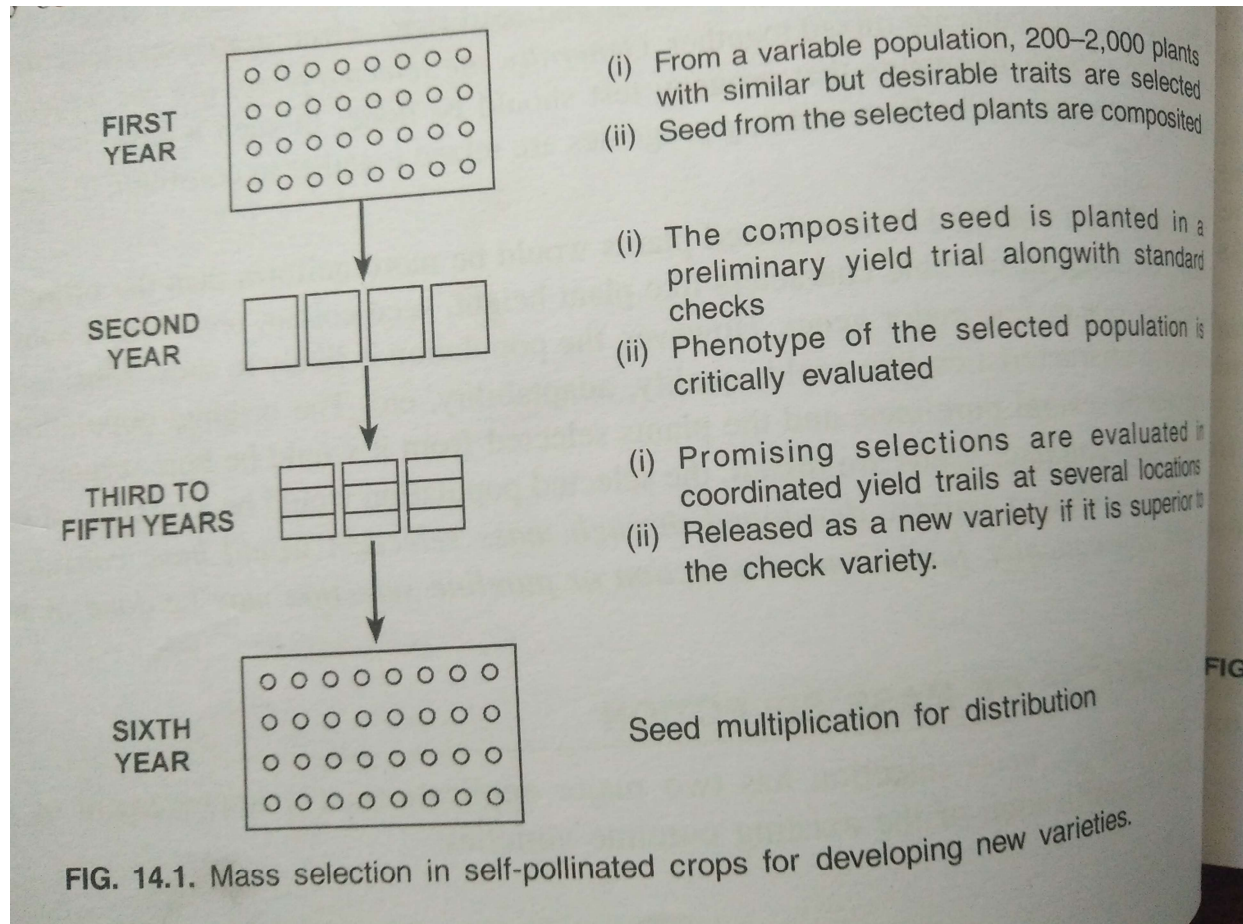 FIRST
YEAR
(i) From a variable population, 200–2,000 plants
with similar but desirable traits are selected
(ii) Seed from the selected plants are composited
SECOND
YEAR
(i) The composited seed is planted in a
preliminary yield trial alongwith standard
checks
(ii) Phenotype of the selected population is
critically evaluated
THIRD TO
FIFTH YEARS
(i) Promising selections are evaluated in
coordinated yield trails at several locations
(ii) Released as a new variety if it is superior to
the check variety.
SIXTH
YEAR
Seed multiplication for distribution
FIG. 14.1. Mass selection in self-pollinated crops for developing new varieties.
FIG